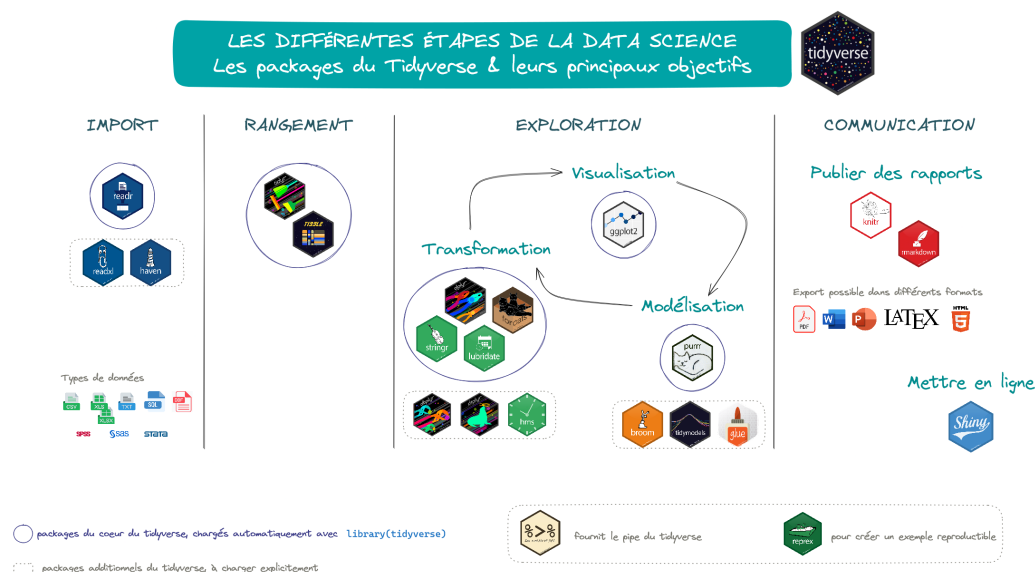 LES DIFFÉRENTES ÉTAPES DE LA DATA SCIENCE
Les packages du Tidyverse & leurs principaux objectifs
tidyverse
IMPORT
RANGEMENT
EXPLORATION
COMMUNICATION
readr
readxl
haven
Types de données
CSV
XLS
XLSX
TXT
SQL
SPSS
sas
STATA
TIBBLE
Visualisation
ggplot2
Transformation
stringr
lubridate
hms
Modélisation
purrr
broom
tidymodels
glue
Publier des rapports
knitr
rmarkdown
Export possible dans différents formats
PDF
W
P
LATEX
HTML
5
Mettre en ligne
Shiny
packages du coeur du tidyverse, chargés automatiquement avec library(tidyverse)
packages additionnels du tidyverse, à charger explicitement
%>%
fournit le pipe du tidyverse
reprex
pour créer un exemple reproductible